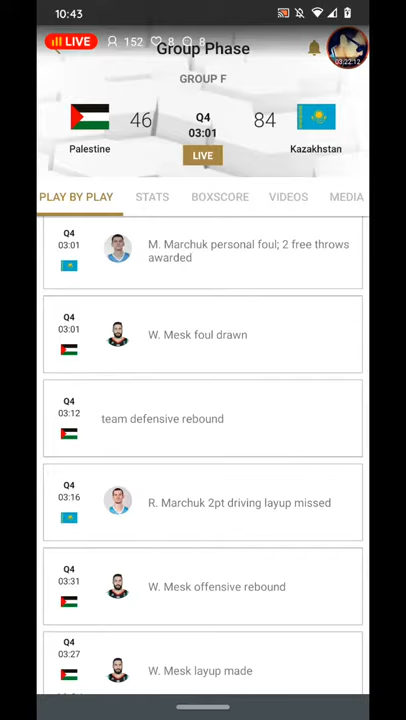 10:43
LIVE 152 8 8
Group Phase
03:22:12
GROUP F
46 Q4 84
03:01
Palestine LIVE Kazakhstan
PLAY BY PLAY STATS BOXSCORE VIDEOS MEDIA
Q4
03:01
M. Marchuk personal foul; 2 free throws
awarded
Q4
03:01
W. Mesk foul drawn
Q4
03:12
team defensive rebound
Q4
03:16
R. Marchuk 2pt driving layup missed
Q4
03:31
W. Mesk offensive rebound
Q4
03:27
W. Mesk layup made